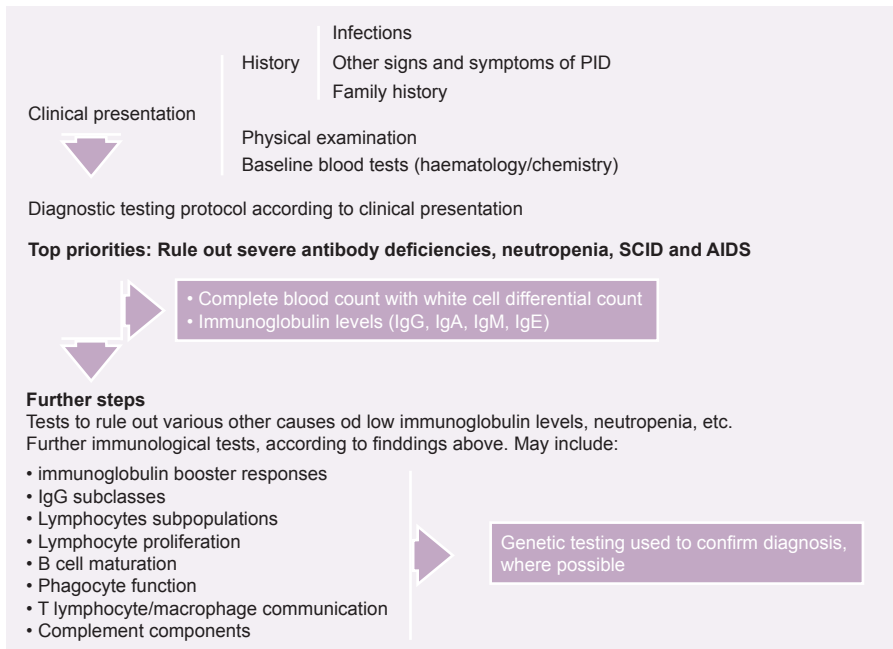 Infections
History
Other signs and symptoms of PID
Family history
Clinical presentation
Physical examination
Baseline blood tests (haematology/chemistry)
Diagnostic testing protocol according to clinical presentation
Top priorities: Rule out severe antibody deficiencies, neutropenia, SCID and AIDS
• Complete blood count with white cell differential count
• Immunoglobulin levels (IgG, IgA, IgM, IgE)
Further steps
Tests to rule out various other causes od low immunoglobulin levels, neutropenia, etc.
Further immunological tests, according to finddings above. May include:
• immunoglobulin booster responses
• IgG subclasses
• Lymphocytes subpopulations
• Lymphocyte proliferation
• B cell maturation
• Phagocyte function
• T lymphocyte/macrophage communication
• Complement components
Genetic testing used to confirm diagnosis,
where possible